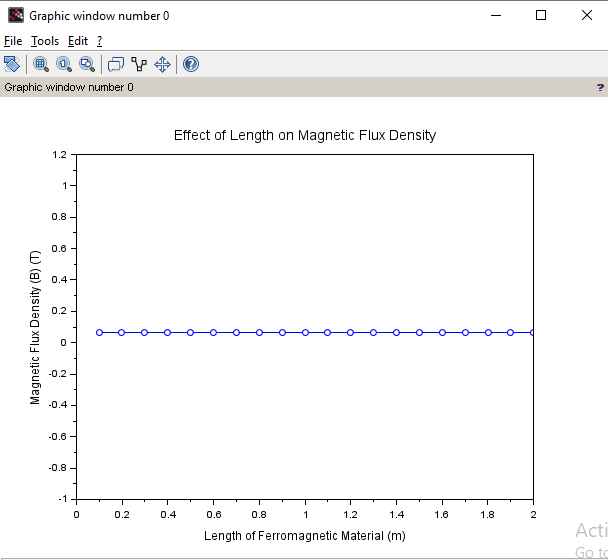 Graphic window number 0
File Tools Edit ?
Graphic window number 0 ?
Effect of Length on Magnetic Flux Density
1.2
1
0.8
0.6
0.4
0.2
0
-0.2
-0.4
-0.6
-0.8
-1
Magnetic Flux Density (B) (T)
0 0.2 0.4 0.6 0.8 1 1.2 1.4 1.6 1.8 2
Length of Ferromagnetic Material (m)
Acti
Go to